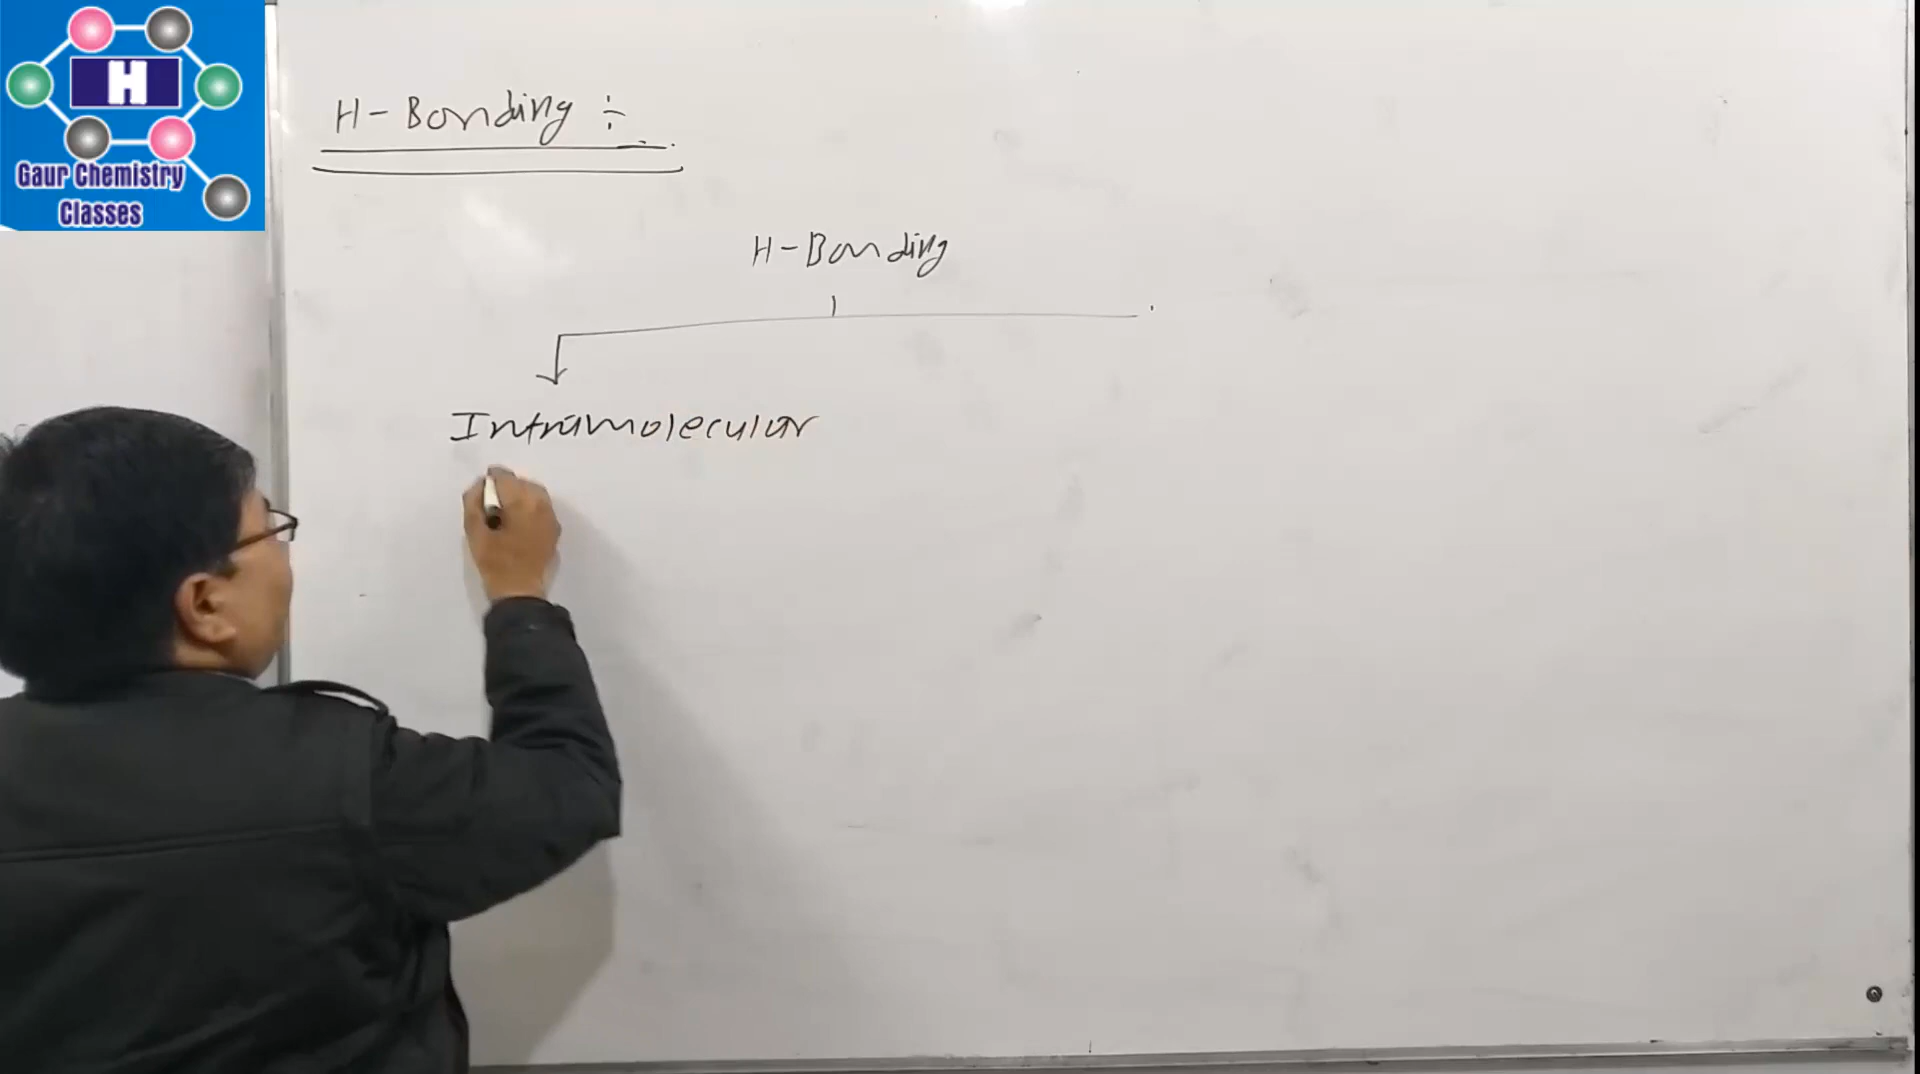 H
Gaur Chemistry
Classes
H-Bonding ÷
H-Bonding
Intramolecular